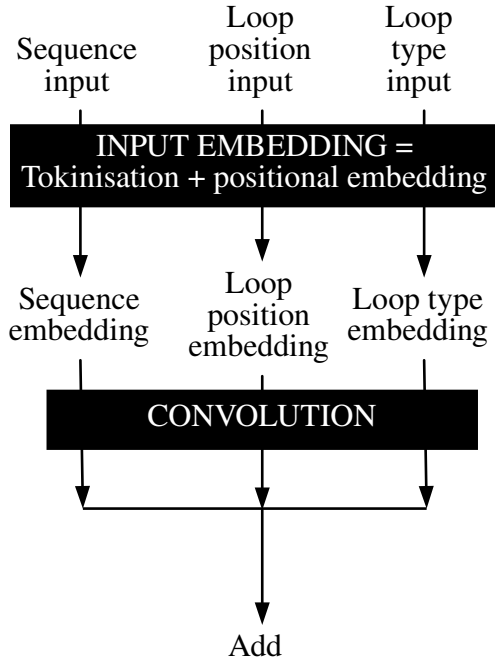 Sequence
input
Loop
position
input
Loop
type
input
INPUT EMBEDDING =
Tokinisation + positional embedding
Sequence
embedding
Loop
position
embedding
Loop type
embedding
CONVOLUTION
Add